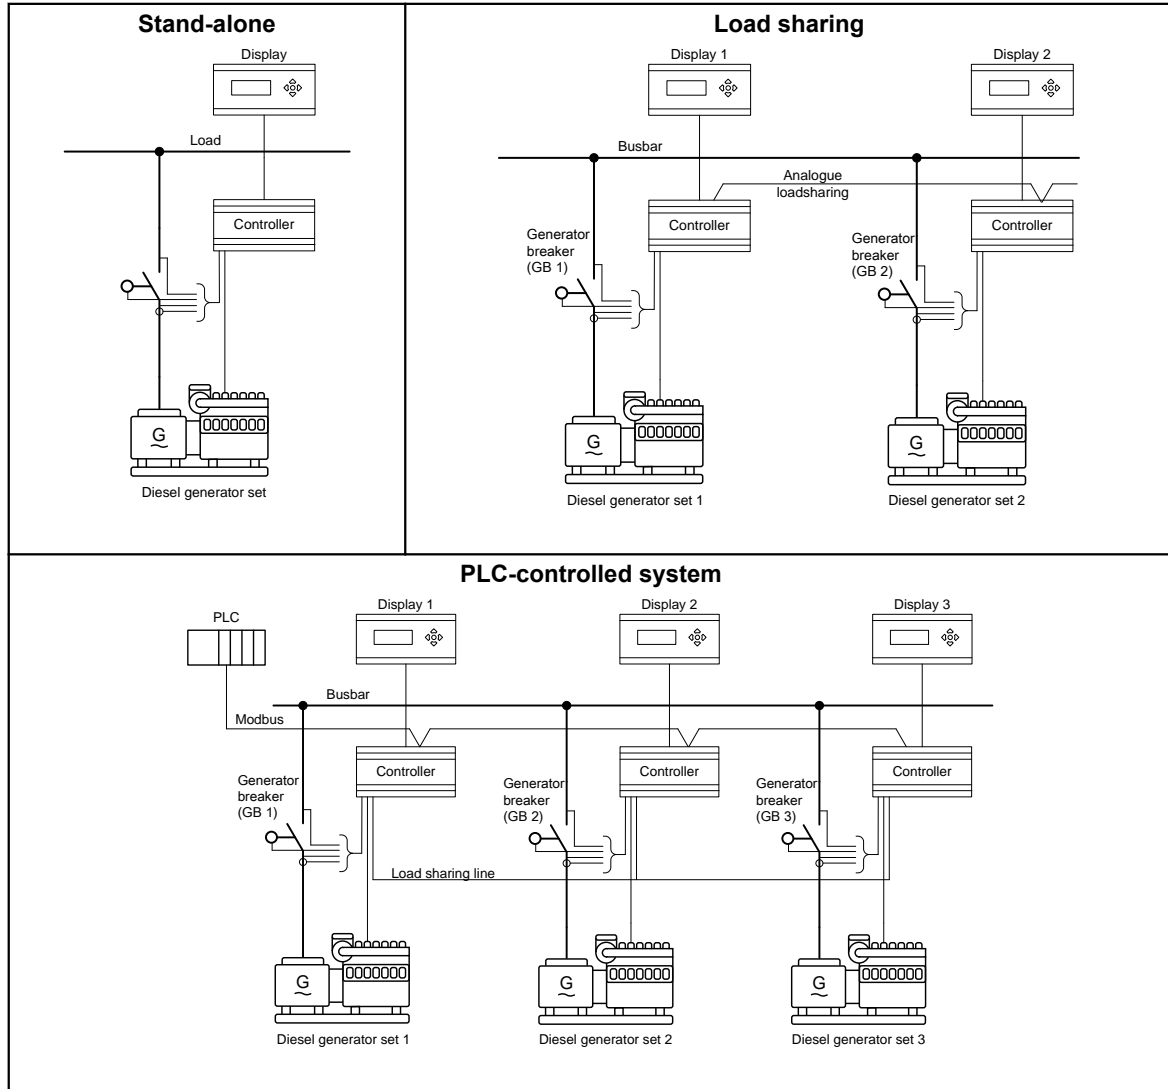 Stand-alone
Display
Load
Controller
G
Diesel generator set
Load sharing
Display 1
Display 2
Busbar
Analogue
loadsharing
Controller
Controller
Generator
breaker
(GB 1)
Generator
breaker
(GB 2)
G
G
Diesel generator set 1
Diesel generator set 2
PLC-controlled system
PLC
Display 1
Display 2
Display 3
Busbar
Modbus
Controller
Controller
Controller
Generator
breaker
(GB 1)
Generator
breaker
(GB 2)
Generator
breaker
(GB 3)
Load sharing line
G
G
G
Diesel generator set 1
Diesel generator set 2
Diesel generator set 3